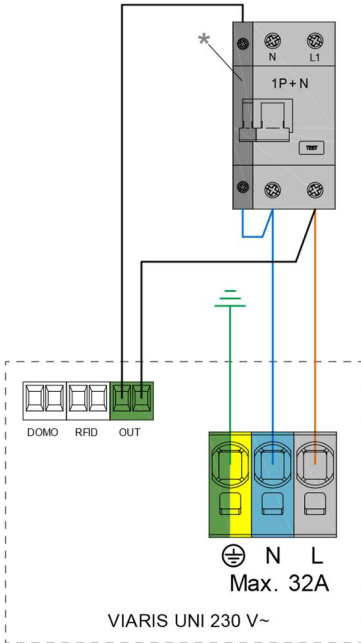 *
N L1
1P+N
TEST
DOMO RFID OUT
N L
Max. 32A
VIARIS UNI 230 V~